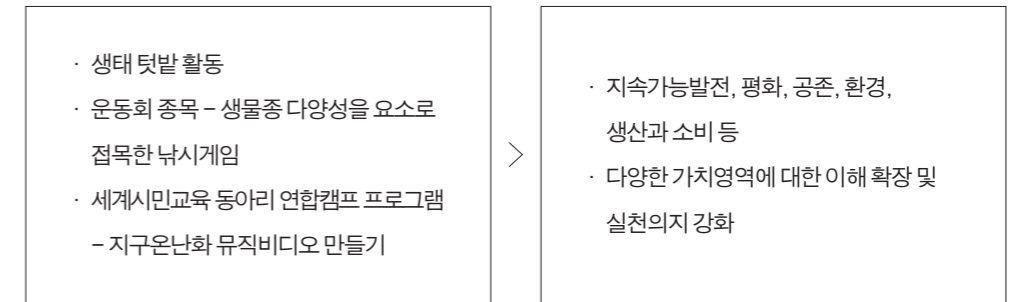 · 생태 텃밭 활동
· 운동회 종목 – 생물종 다양성을 요소로
접목한 낚시게임
· 세계시민교육 동아리 연합캠프 프로그램
– 지구온난화 뮤직비디오 만들기
>
· 지속가능발전, 평화, 공존, 환경,
생산과 소비 등
· 다양한 가치영역에 대한 이해 확장 및
실천의지 강화